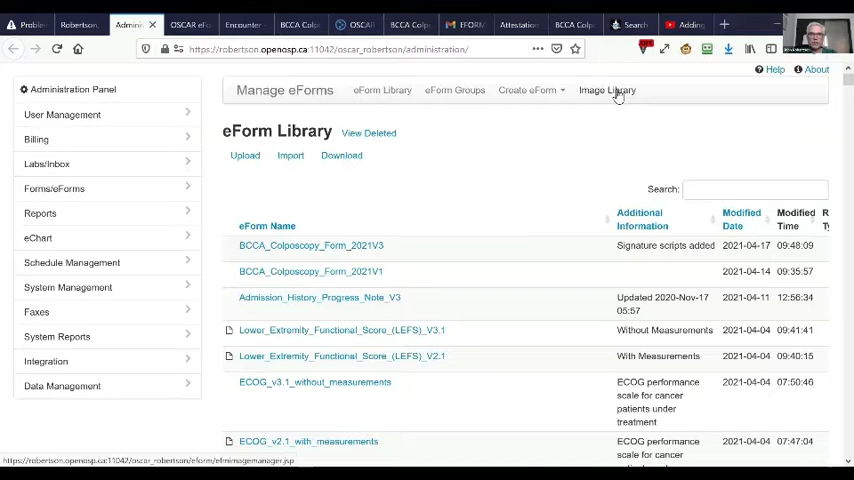 Proble
Robertson.
Admini
OSCAR eF
Encounter
BCCA Colp
OSCAR
BCCA Colp
EFORM
Attestation
BCCA Colp
Search
Adding
https://robertson.openosp.ca:11042/oscar_robertson/administration/
Help About
Administration Panel
User Management
Billing
Labs/Inbox
Forms/eForms
Reports
eChart
Schedule Management
System Management
Faxes
System Reports
Integration
Data Management
Manage eForms eForm Library eForm Groups Create eForm Image Library
eForm Library View Deleted
Upload Import Download
Search:
eForm Name Additional Information Modified Date Modified Time R T
BCCA_Colposcopy_Form_2021V3 Signature scripts added 2021-04-17 09:48:09
BCCA_Colposcopy_Form_2021V1 2021-04-14 09:35:57
Admission_History_Progress_Note_V3 Updated 2020-Nov-17 05:57 2021-04-11 12:56:34
Lower_Extremity_Functional_Score_(LEFS)_V3.1 Without Measurements 2021-04-04 09:41:41
Lower_Extremity_Functional_Score_(LEFS)_V2.1 With Measurements 2021-04-04 09:40:15
ECOG_v3.1_without_measurements ECOG performance scale for cancer patients under treatment 2021-04-04 07:50:46
ECOG_v2.1_with_measurements ECOG performance scale for cancer 2021-04-04 07:47:04
https://robertson.openosp.ca:11042/oscar_robertson/eform/efmimagemanager.jsp